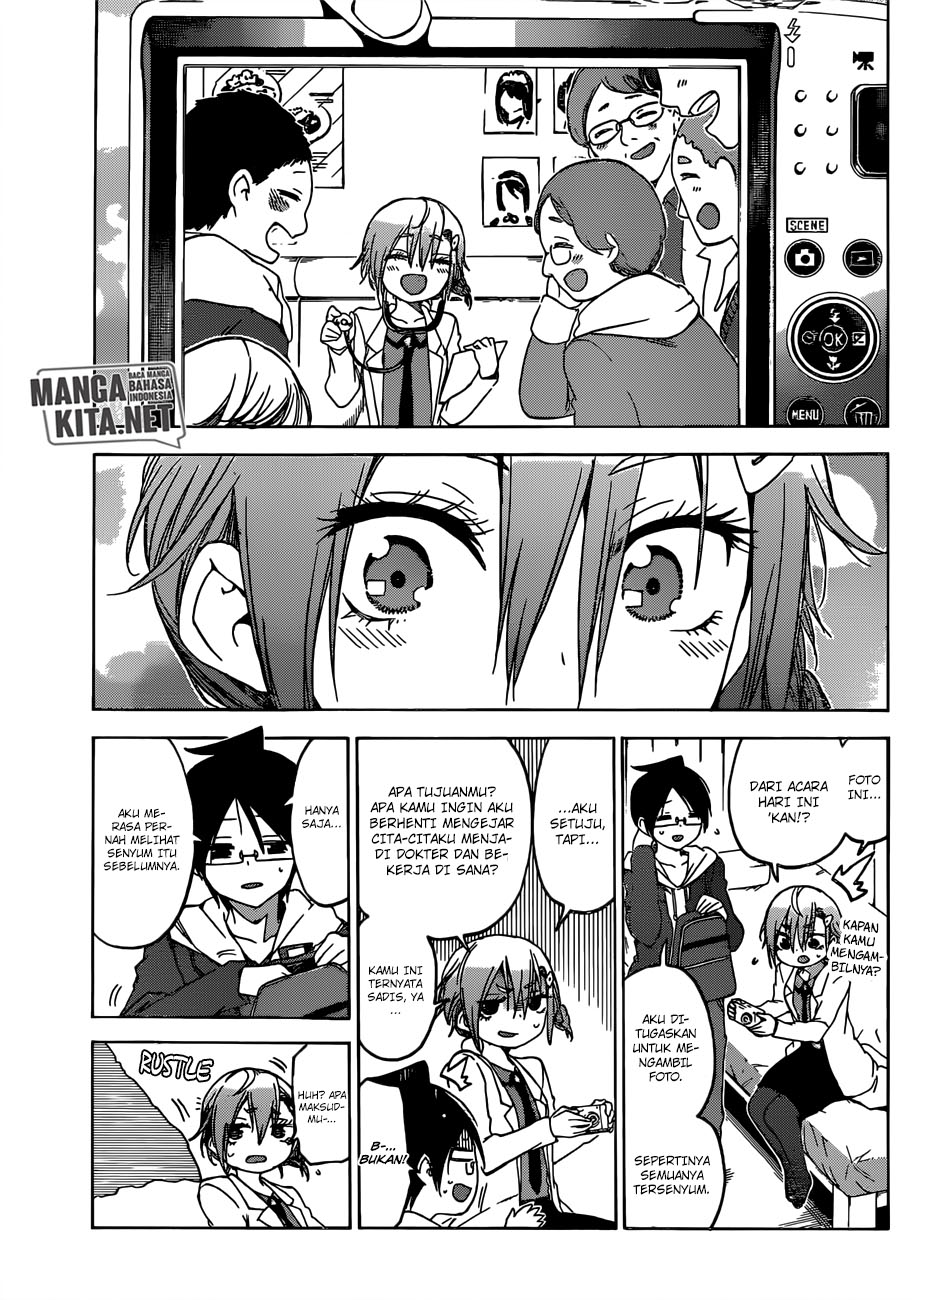 SCENE
OK
MENU
MANGA
KITA.NET
BACA MANGA
BAHASA
INDONESIA
FOTO
INI...
DARI ACARA
HARI INI
'KAN!?
KAPAN
KAMU
MENGAM-
BILNYA?
AKU DI-
TUGASKAN
UNTUK ME-
NGAMBIL
FOTO.
SEPERTINYA
SEMUANYA
TERSENYUM.
...AKU
SETUJU,
TAPI...
APA TUJUANMU?
APA KAMU INGIN AKU
BERHENTI MENGEJAR
CITA-CITAKU MENJA-
DI DOKTER DAN BE-
KERJA DI SANA?
KAMU INI
TERNYATA
SADIS, YA
...
B-...
BUKAN!
HANYA
SAJA...
AKU ME-
RASA PER-
NAH MELIHAT
SENYUM ITU
SEBELUMNYA.
RUSTLE
HUH? APA
MAKSUD-
MU-...